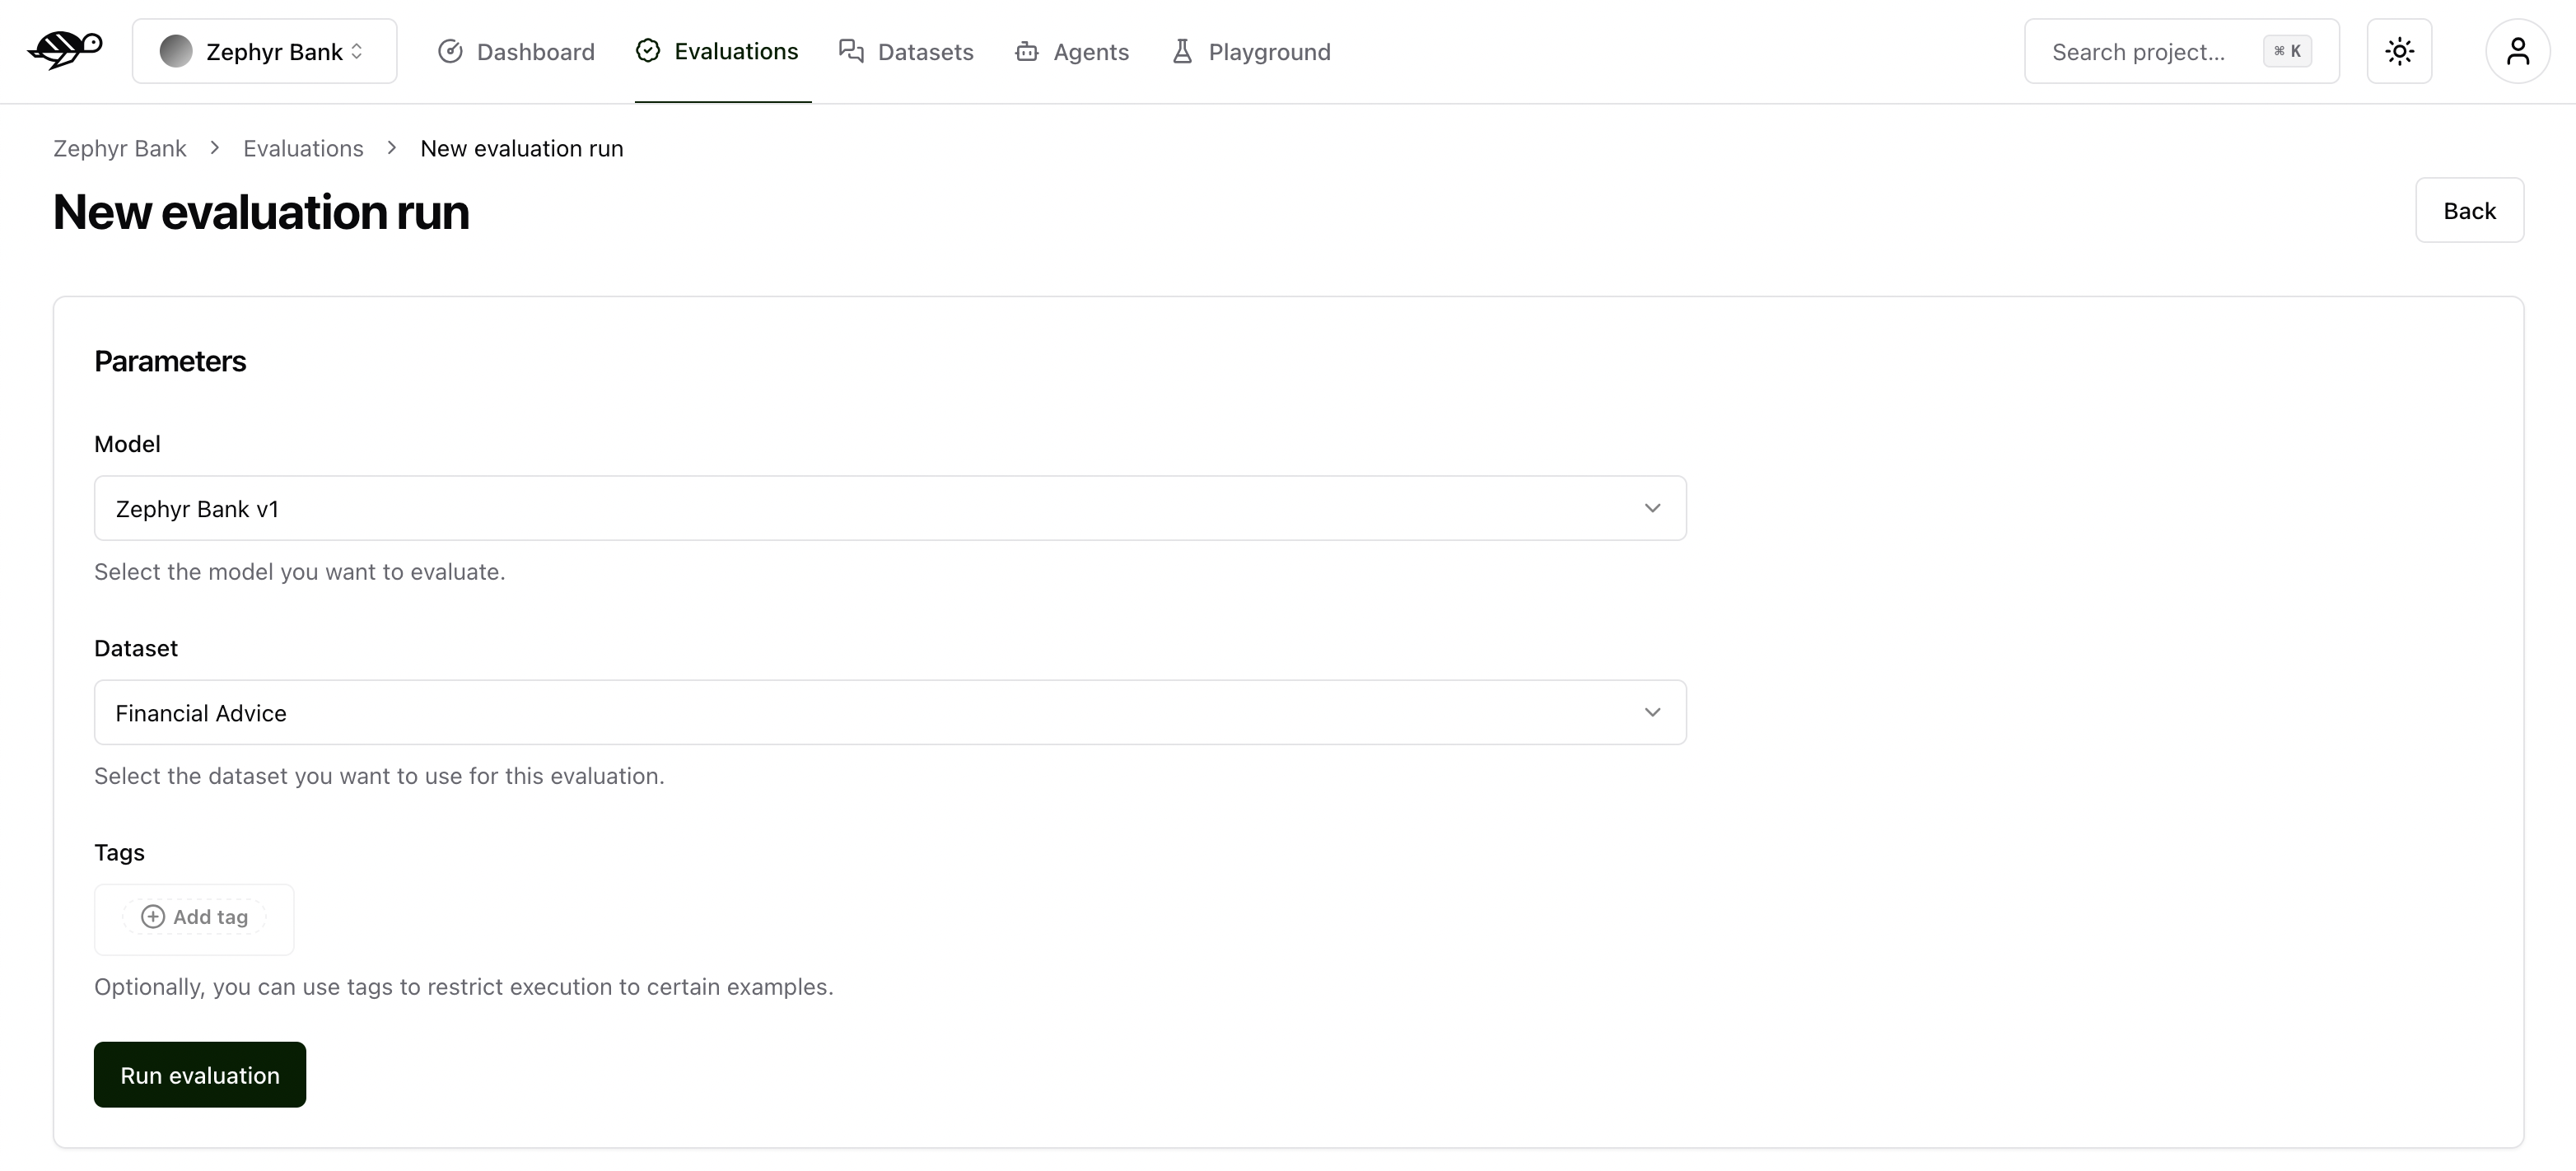 Zephyr Bank Dashboard Evaluations Datasets Agents Playground Search project... ⌘ K
Zephyr Bank > Evaluations > New evaluation run
New evaluation run
Back
Parameters
Model
Zephyr Bank v1
Select the model you want to evaluate.
Dataset
Financial Advice
Select the dataset you want to use for this evaluation.
Tags
Add tag
Optionally, you can use tags to restrict execution to certain examples.
Run evaluation